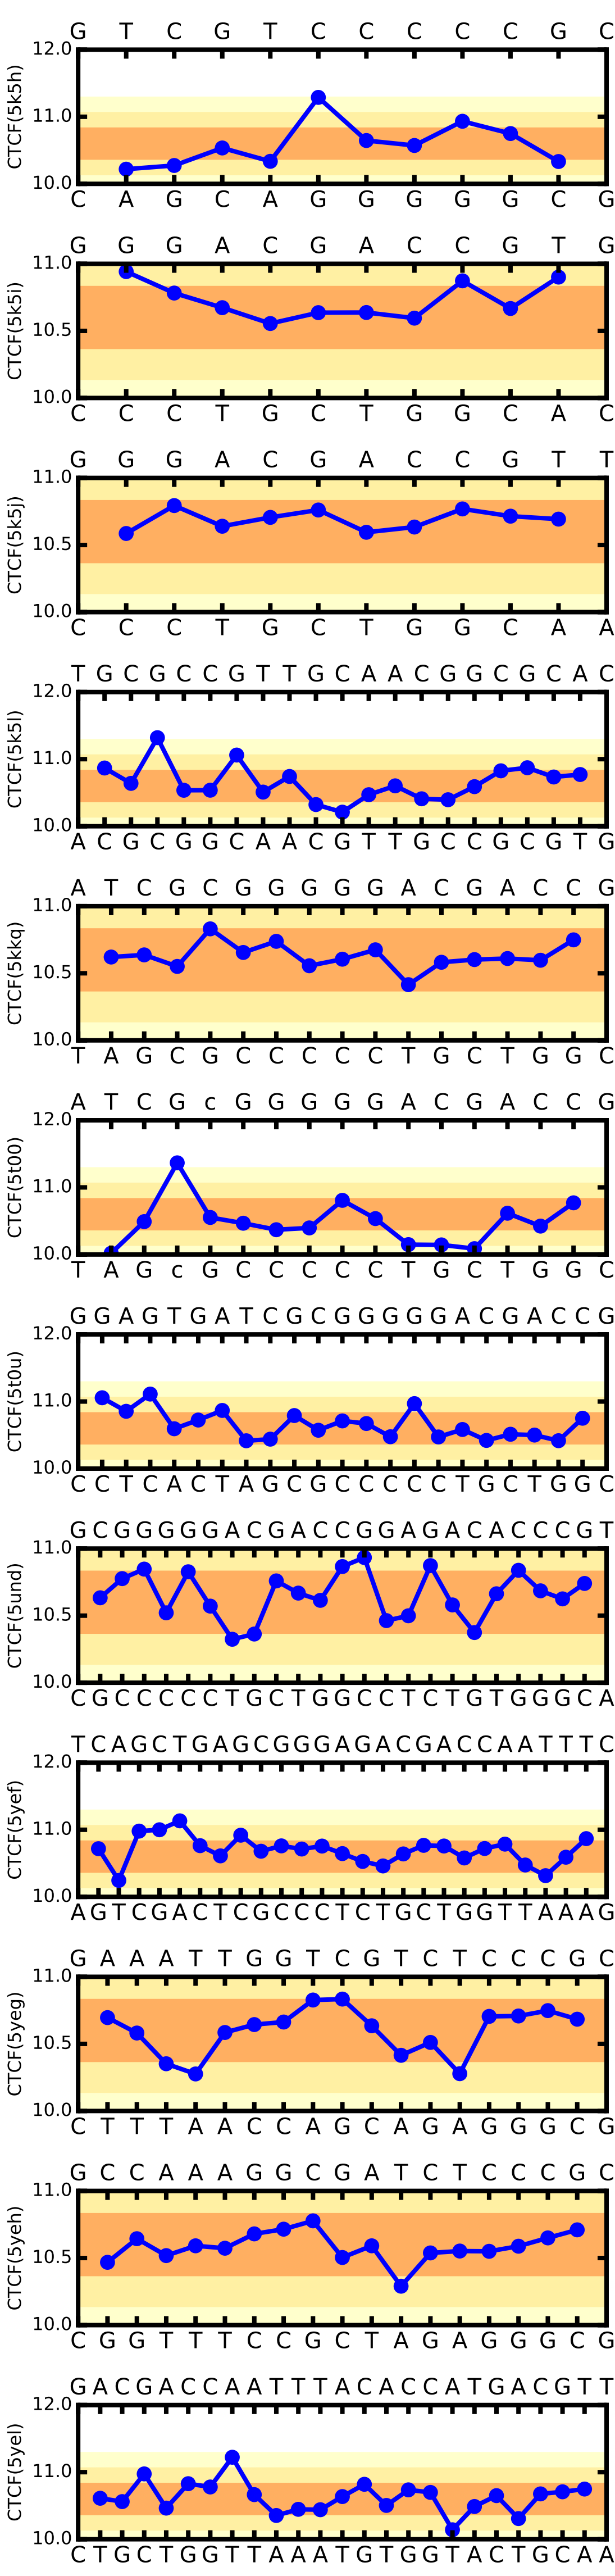 G T C G T C C C C C G C
12.0
11.0
10.0
CTCF(5k5h)
C A G C A G G G G G C G
G G G A C G A C C G T G
11.0
10.5
10.0
CTCF(5k5i)
C C C T G C T G G C A C
G G G A C G A C C G T T
11.0
10.5
10.0
CTCF(5k5j)
C C C T G C T G G C A A
T G C G C C G T T G C A A C G G C G C A C
12.0
11.0
10.0
CTCF(5k5l)
A C G C G G C A A C G T T G C C G C G T G
A T C G C G G G G G A C G A C C G
11.0
10.5
10.0
CTCF(5kkq)
T A G C G C C C C C T G C T G G C
A T C G c G G G G G A C G A C C G
12.0
11.0
10.0
CTCF(5t00)
T A G c G C C C C C T G C T G G C
G G A G T G A T C G C G G G G G A C G A C C G
12.0
11.0
10.0
CTCF(5t0u)
C C T C A C T A G C G C C C C C T G C T G G C
G C G G G G G A C G A C C G G A G A C A C C C G T
11.0
10.5
10.0
CTCF(5und)
C G C C C C C T G C T G G C C T C T G T G G G C A
T C A G C T G A G C G G G A G A C G A C C A A T T T C
12.0
11.0
10.0
CTCF(5yef)
A G T C G A C T C G C C C T C T G C T G G T T A A A G
G A A A T T G G T C G T C T C C C G C
11.0
10.5
10.0
CTCF(5yeg)
C T T T A A C C A G C A G A G G G C G
G C C A A A G G C G A T C T C C C G C
11.0
10.5
10.0
CTCF(5yeh)
C G G T T T C C G C T A G A G G G C G
G A C G A C C A A T T T A C A C C A T G A C G T T
12.0
11.0
10.0
CTCF(5yel)
C T G C T G G T T A A A T G T G G T A C T G C A A